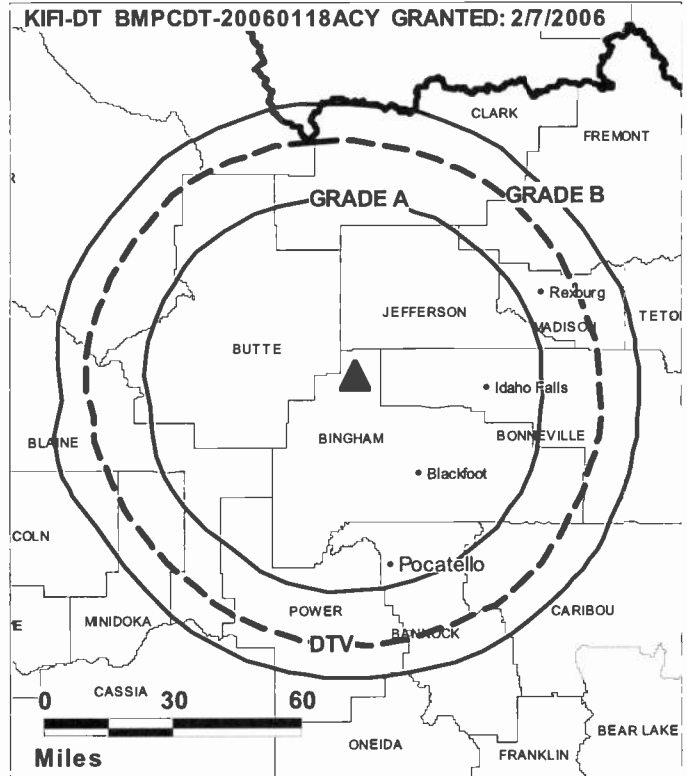 KIFI-DT BMPCDT-20060118ACY GRANTED: 2/7/2006
CLARK
FREMONT
GRADE A
GRADE B
Rexburg
JEFFERSON
MADISON
TETO
BUTTE
Idaho Falls
BINGHAM
BONNEVILLE
BLAINE
Blackfoot
COLN
Pocatello
POWER
CARIBOU
MINIDOKA
BANNOCK
DTV
CASSIA
0 30 60
BEAR LAKE
ONEIDA
FRANKLIN
Miles